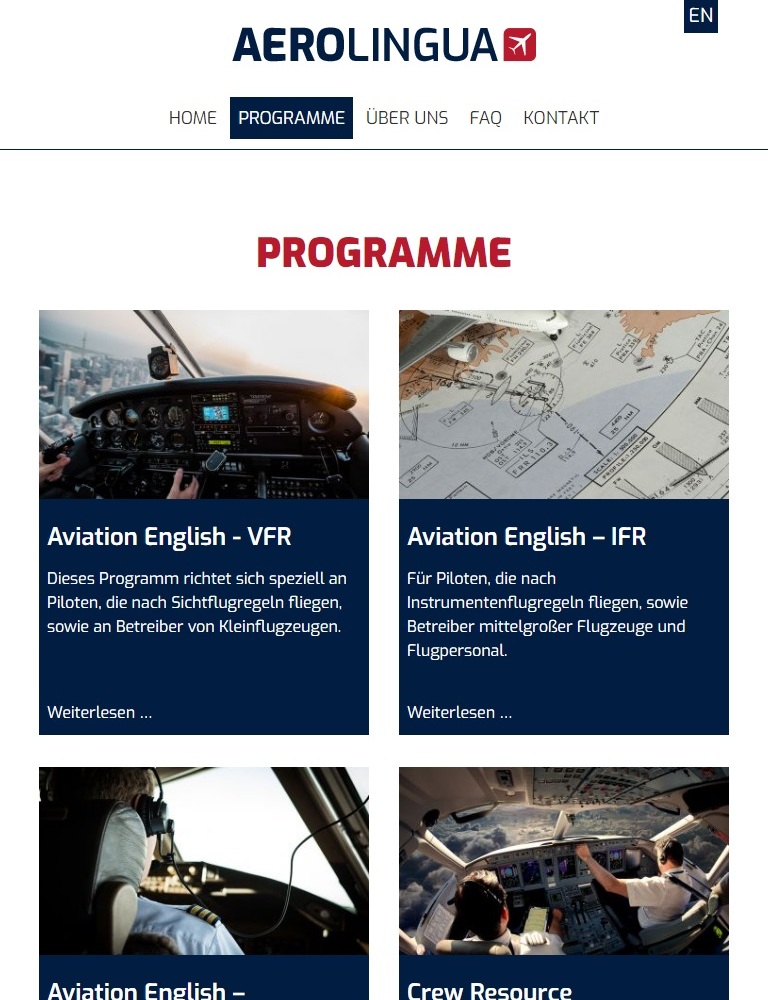 EN
AEROLINGUA
HOME PROGRAMME ÜBER UNS FAQ KONTAKT
PROGRAMME
Aviation English - VFR
Dieses Programm richtet sich speziell an
Piloten, die nach Sichtflugregeln fliegen,
sowie an Betreiber von Kleinflugzeugen.
Weiterlesen ...
Aviation English – IFR
Für Piloten, die nach
Instrumentenflugregeln fliegen, sowie
Betreiber mittelgroßer Flugzeuge und
Flugpersonal.
Weiterlesen ...
Aviation English –
Crew Resource